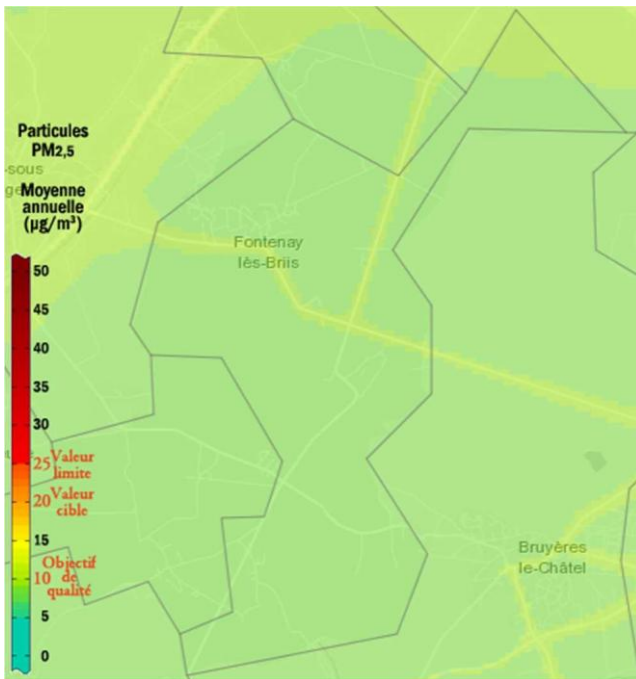 Particules
PM2,5
-sous
Moyenne
annuelle
(µg/m³)
Fontenay
lès-Briis
50
45
40
35
30
25 Valeur
limite
20 Valeur
cible
15
Objectif
10 de
qualité
5
0
Bruyères
le-Châtel